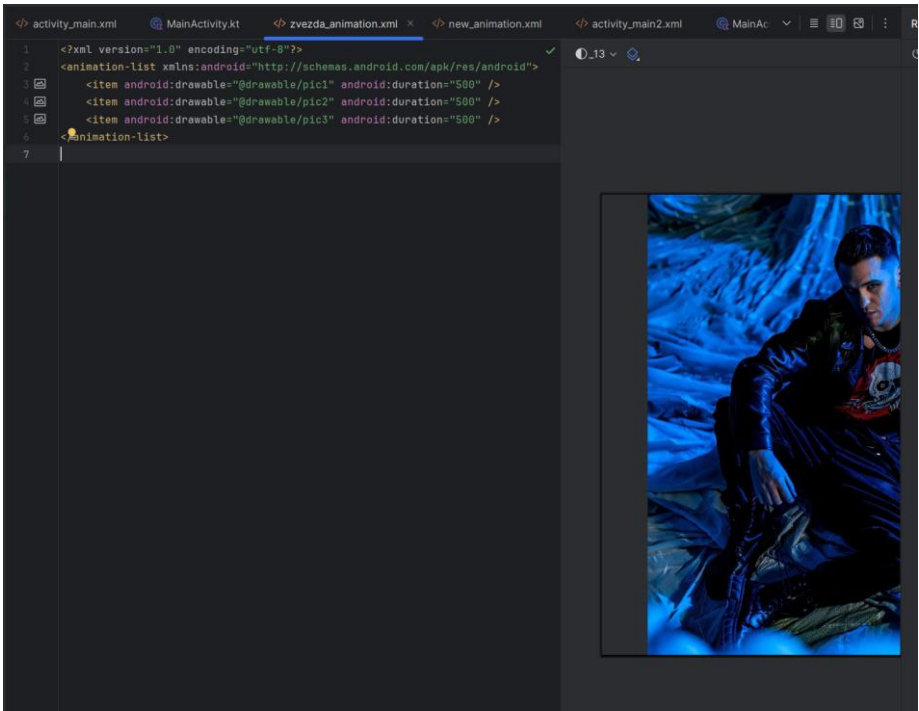 activity_main.xml MainActivity.kt zvezda_animation.xml new_animation.xml activity_main2.xml MainAc R
1 <?xml version="1.0" encoding="utf-8"?>
2 <animation-list xmlns:android="http://schemas.android.com/apk/res/android">
3 <item android:drawable="@drawable/pic1" android:duration="500" />
4 <item android:drawable="@drawable/pic2" android:duration="500" />
5 <item android:drawable="@drawable/pic3" android:duration="500" />
6 </animation-list>
7
_13